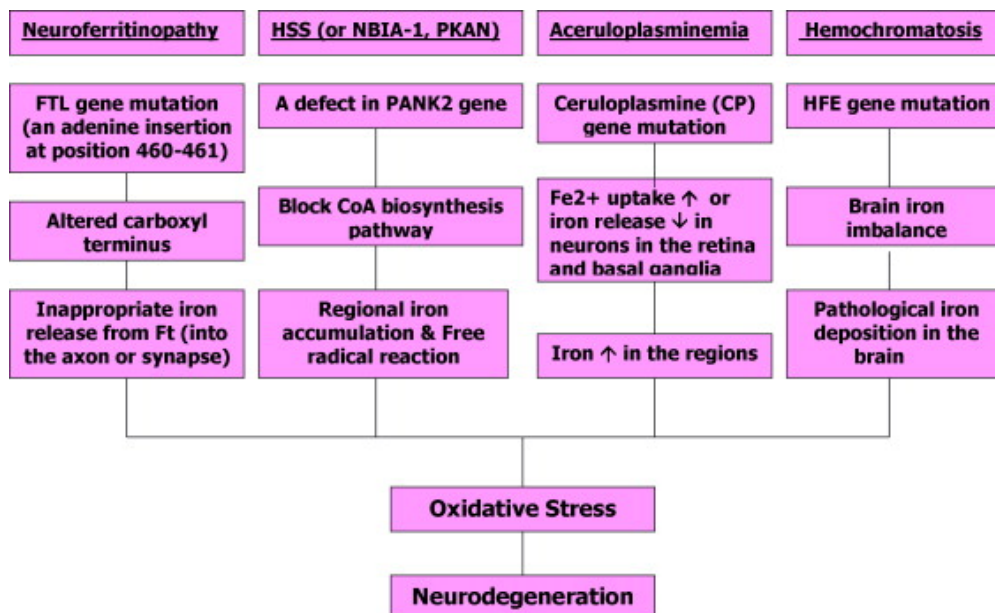 Neuroferritinopathy
HSS (or NBIA-1, PKAN)
Aceruloplasminemia
Hemochromatosis
FTL gene mutation
(an adenine insertion
at position 460-461)
A defect in PANK2 gene
Ceruloplasmine (CP)
gene mutation
HFE gene mutation
Altered carboxyl
terminus
Block CoA biosynthesis
pathway
Fe2+ uptake ↑ or
iron release ↓ in
neurons in the retina
and basal ganglia
Brain iron
imbalance
Inappropriate iron
release from Ft (into
the axon or synapse)
Regional iron
accumulation & Free
radical reaction
Iron ↑ in the regions
Pathological iron
deposition in the
brain
Oxidative Stress
Neurodegeneration